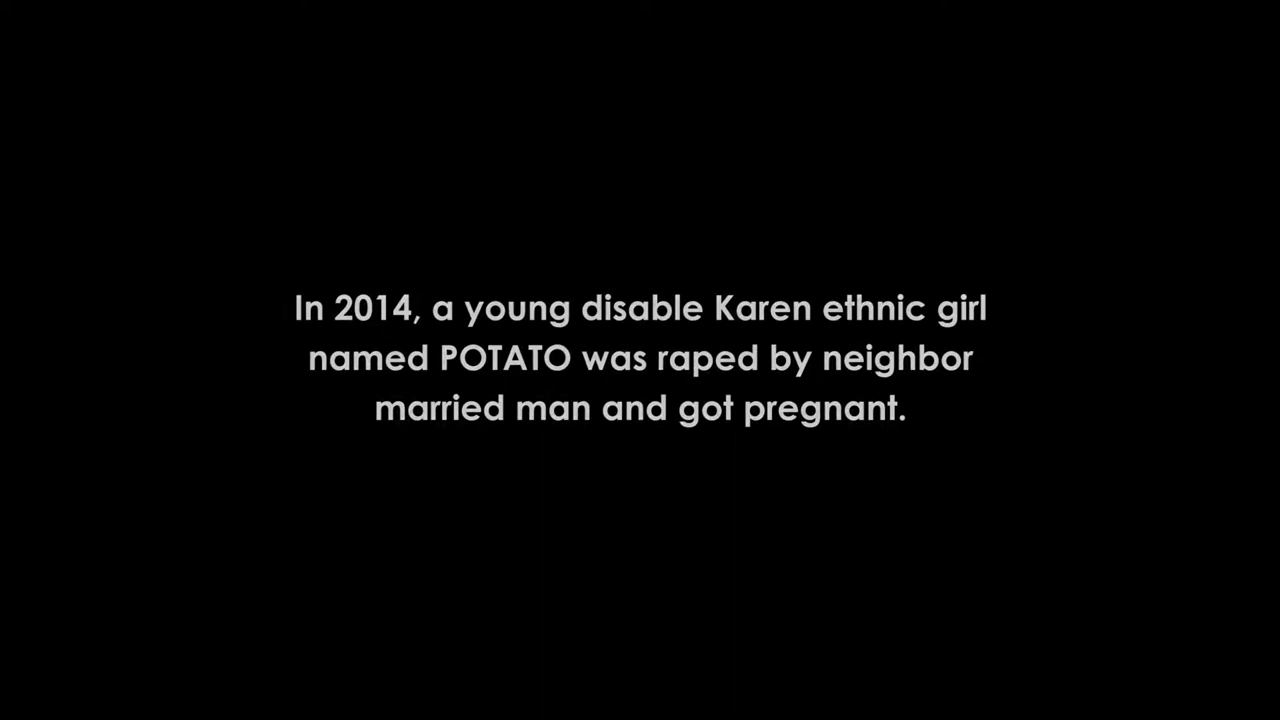 In 2014, a young disable Karen ethnic girl
named POTATO was raped by neighbor
married man and got pregnant.